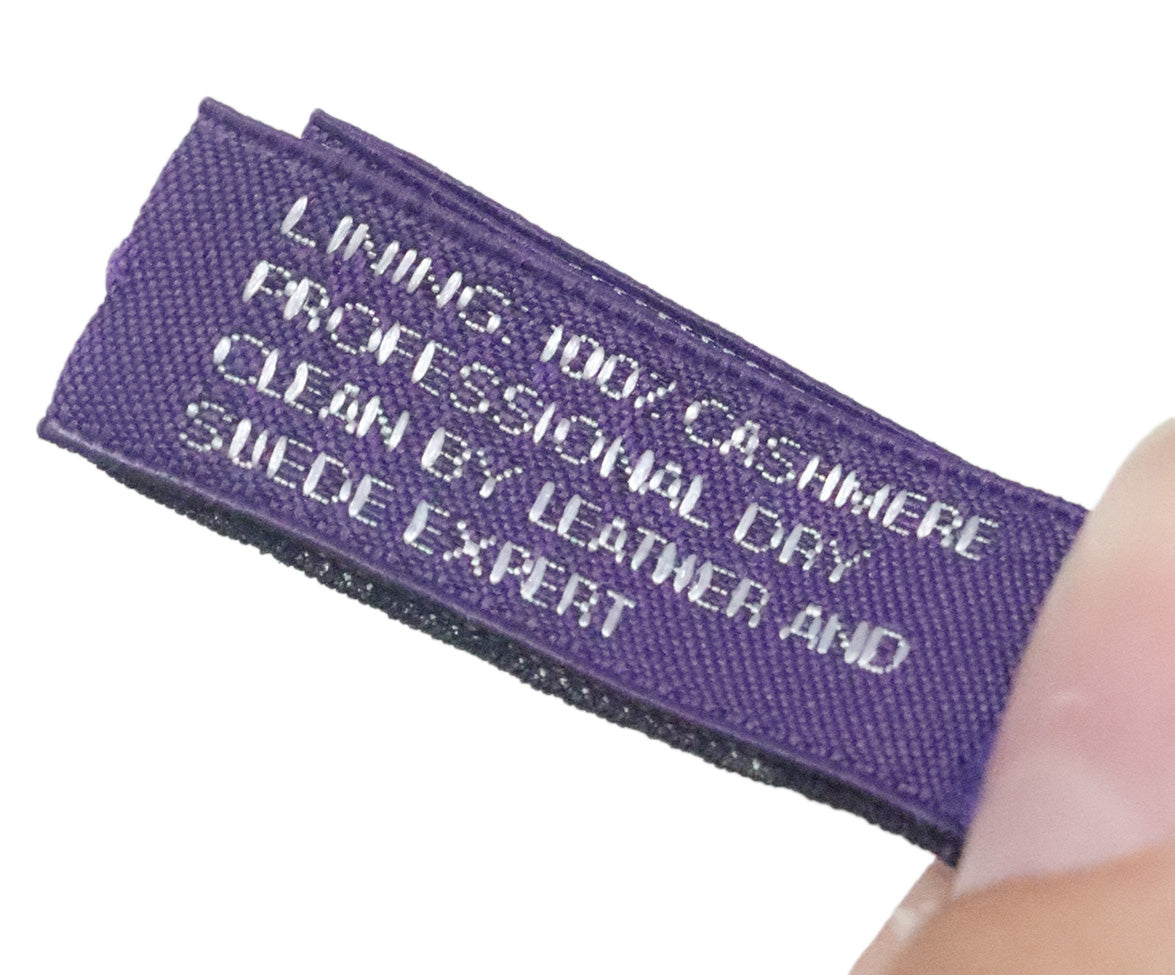 LINING: 100% CASHMERE
PROFESSIONAL DRY
CLEAN BY LEATHER AND
SUEDE EXPERT